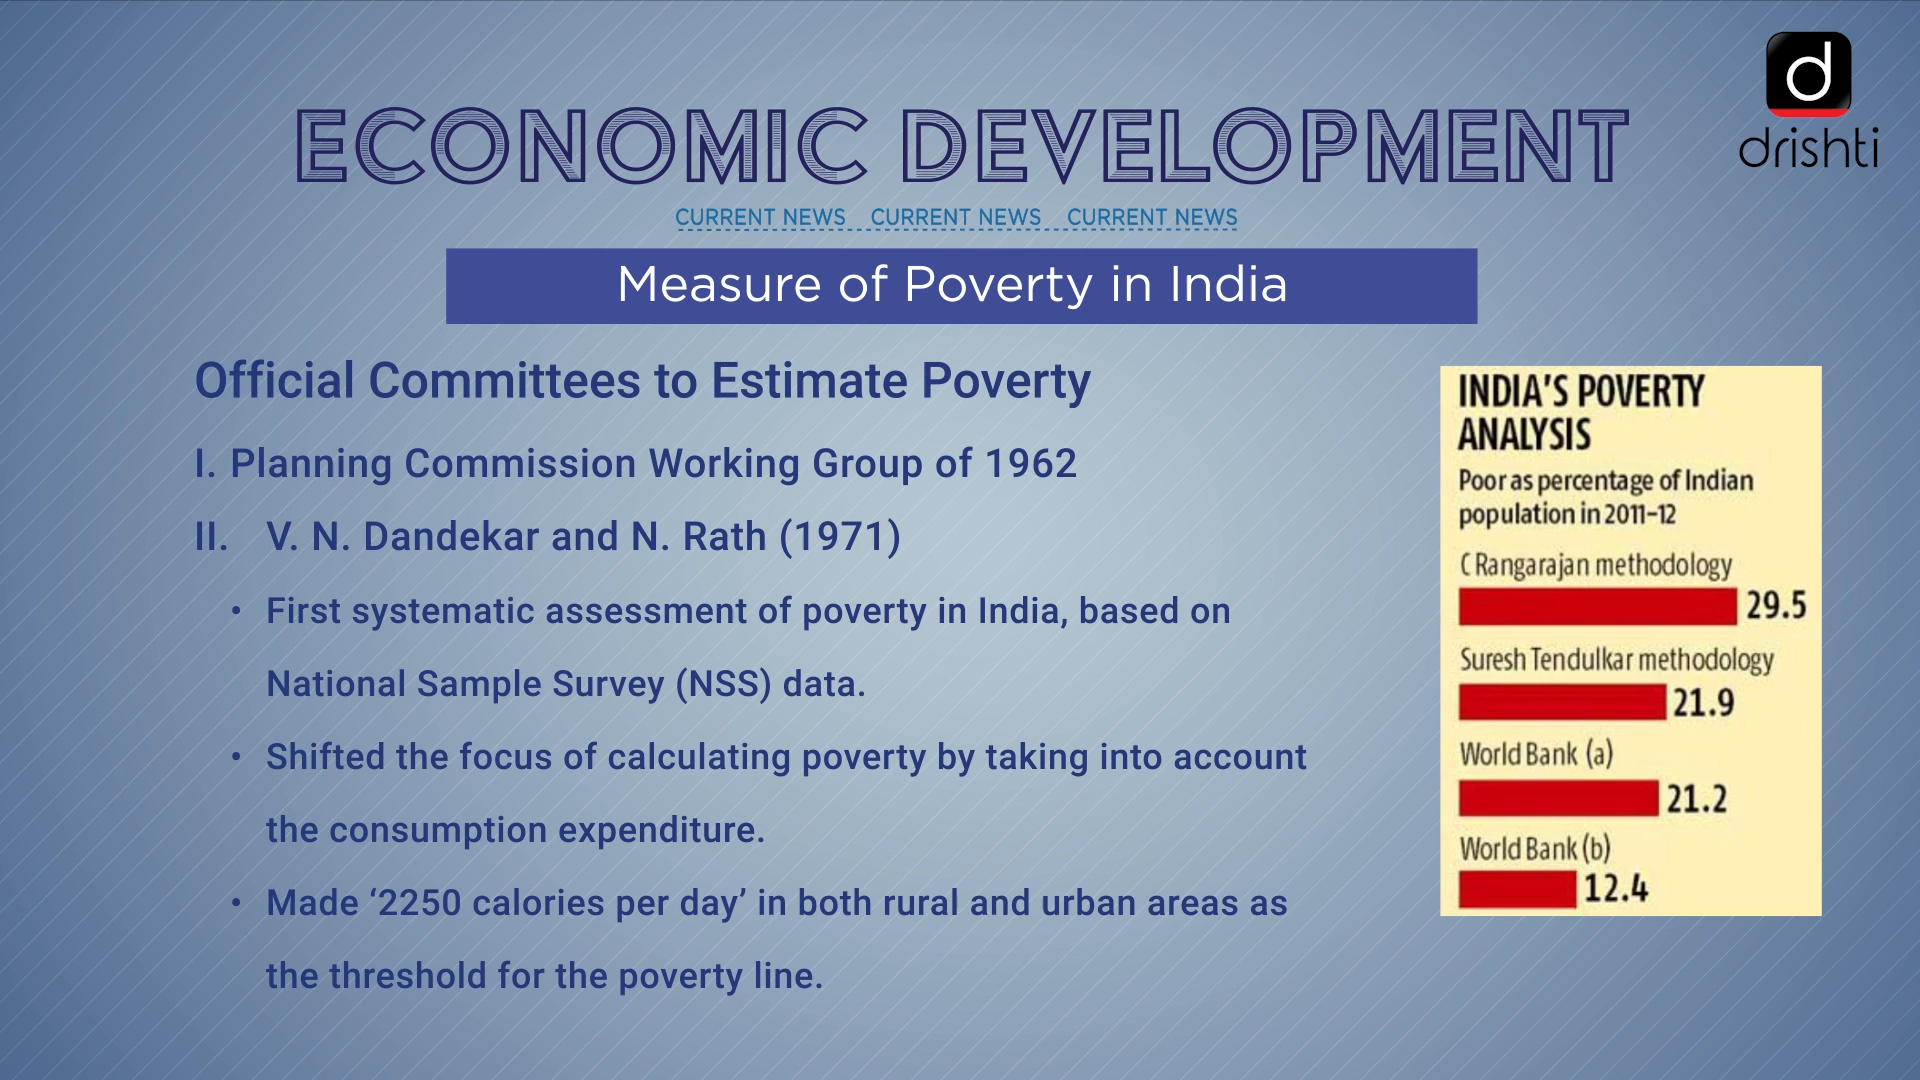 d
drishti
ECONOMIC DEVELOPMENT
CURRENT NEWS CURRENT NEWS CURRENT NEWS
Measure of Poverty in India
Official Committees to Estimate Poverty
I. Planning Commission Working Group of 1962
II. V. N. Dandekar and N. Rath (1971)
• First systematic assessment of poverty in India, based on
National Sample Survey (NSS) data.
• Shifted the focus of calculating poverty by taking into account
the consumption expenditure.
• Made ‘2250 calories per day’ in both rural and urban areas as
the threshold for the poverty line.
INDIA'S POVERTY
ANALYSIS
Poor as percentage of Indian
population in 2011-12
C Rangarajan methodology
29.5
Suresh Tendulkar methodology
21.9
World Bank (a)
21.2
World Bank (b)
12.4